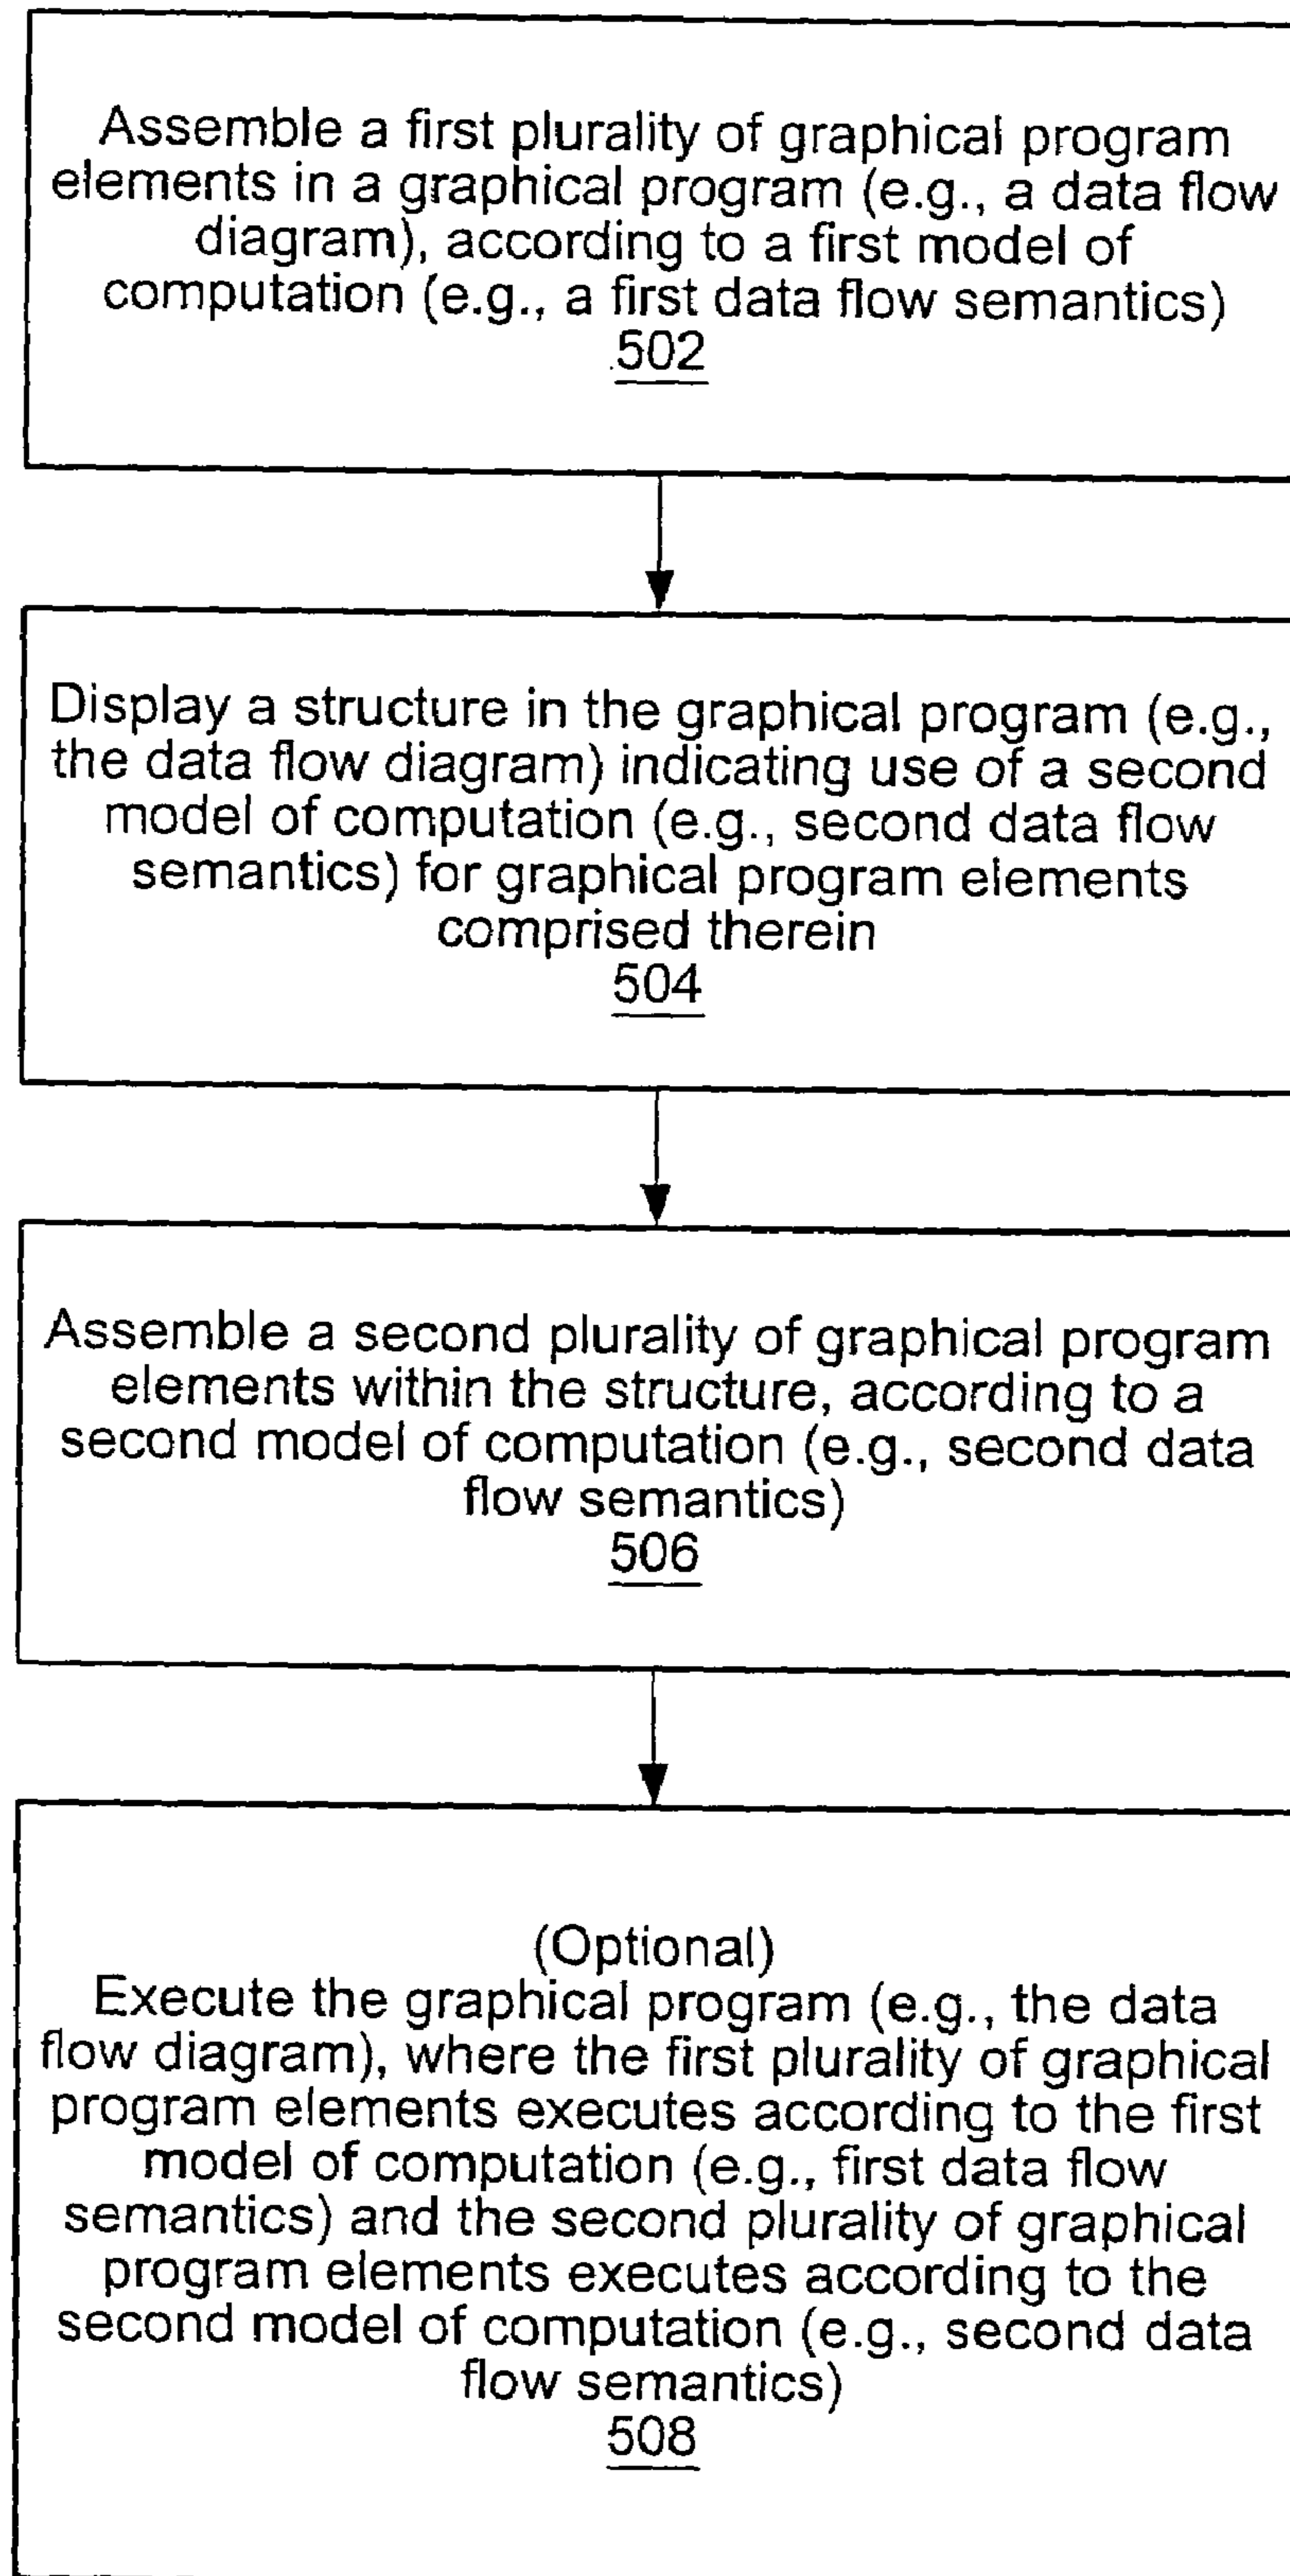 Assemble a first plurality of graphical program
elements in a graphical program (e.g., a data flow
diagram), according to a first model of
computation (e.g., a first data flow semantics)
502
Display a structure in the graphical program (e.g.,
the data flow diagram) indicating use of a second
model of computation (e.g., second data flow
semantics) for graphical program elements
comprised therein
504
Assemble a second plurality of graphical program
elements within the structure, according to a
second model of computation (e.g., second data
flow semantics)
506
(Optional)
Execute the graphical program (e.g., the data
flow diagram), where the first plurality of graphical
program elements executes according to the first
model of computation (e.g., first data flow
semantics) and the second plurality of graphical
program elements executes according to the
second model of computation (e.g., second data
flow semantics)
508